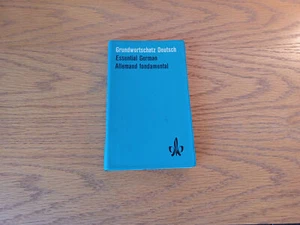 Grundwortschatz Deutsch
Essential German
Allemand fondamental